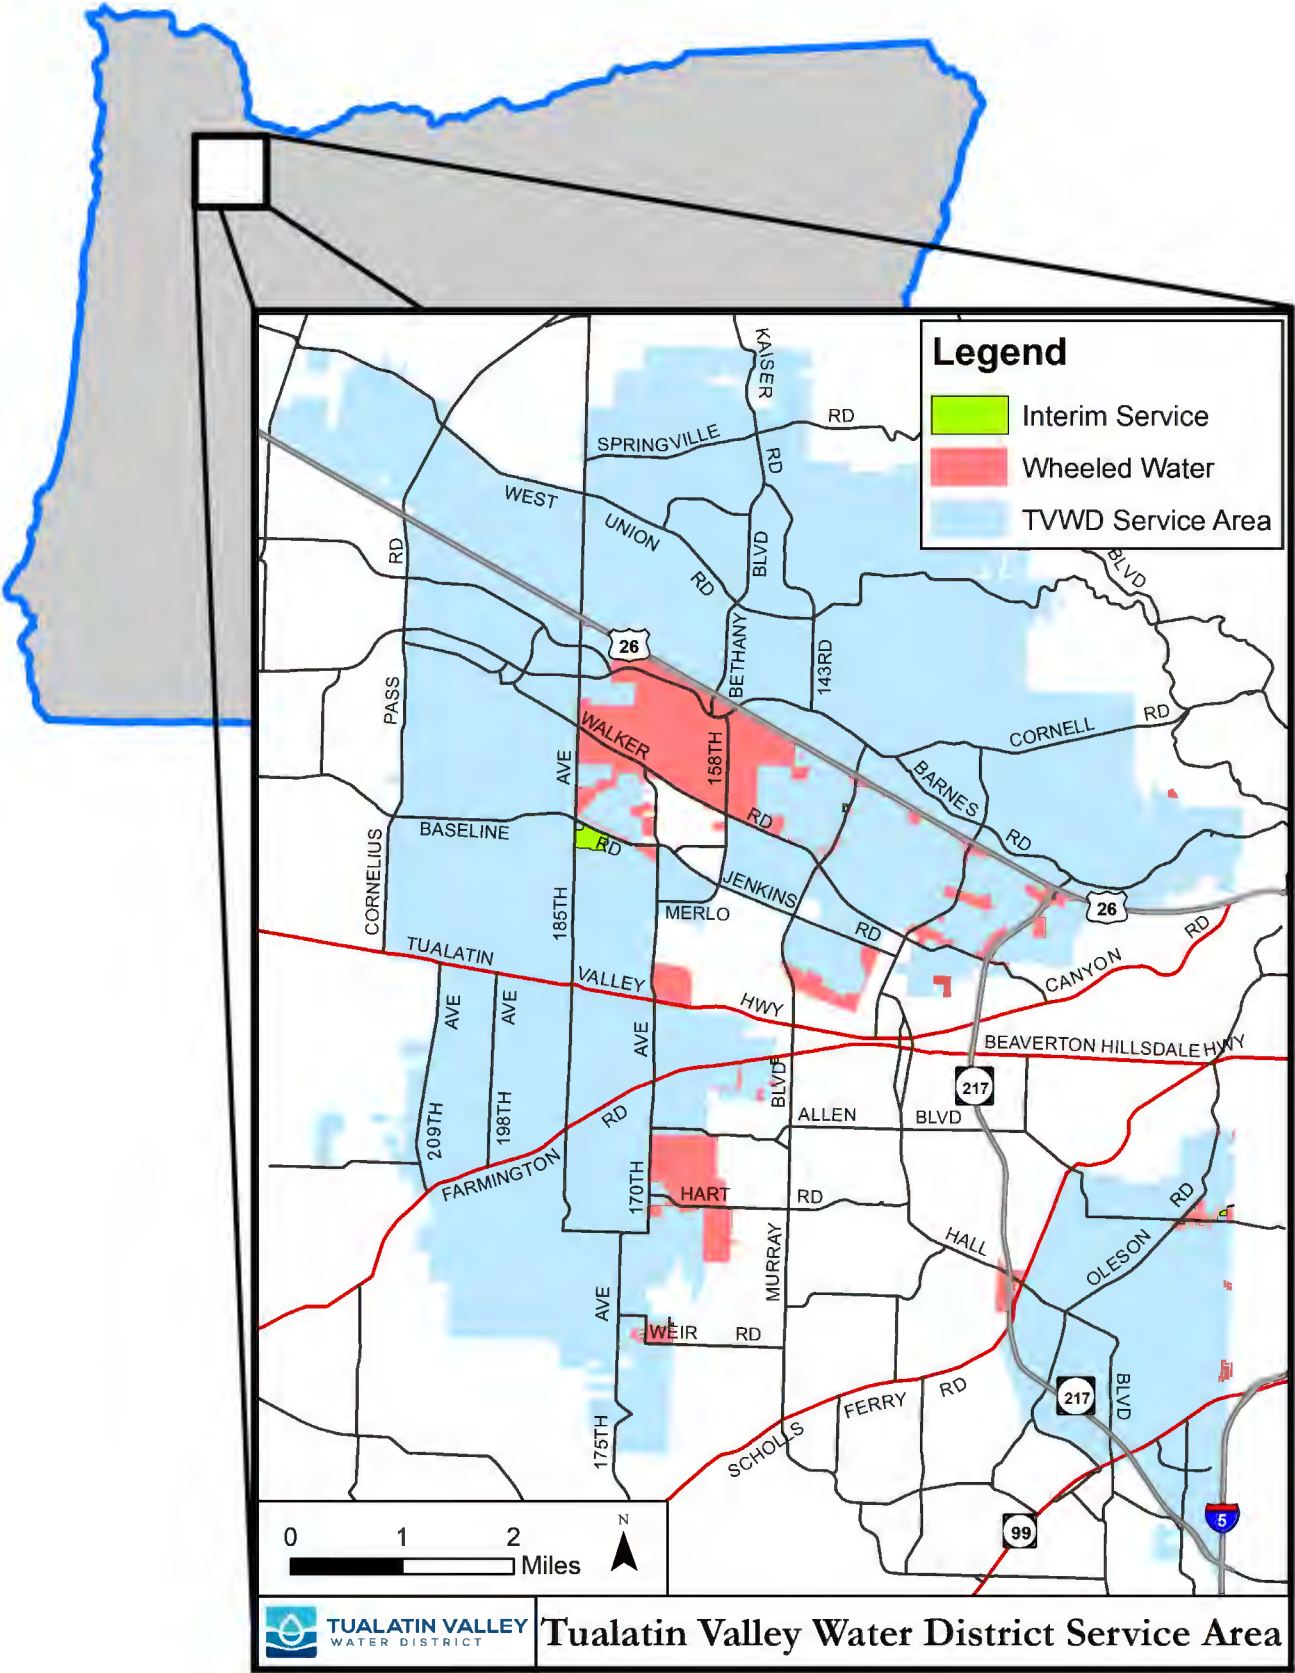 Legend
Interim Service
Wheeled Water
TVWD Service Area
KAISER
RD
SPRINGVILLE
RD
WEST
UNION
RD
BLVD
BLVD
RD
26
BETHANY
143RD
PASS
WALKER
158TH
CORNELL
RD
AVE
BARNES
RD
RD
BASELINE
RD
CORNELIUS
JENKINS
RD
MERLO
185TH
26
RD
CANYON
TUALATIN
VALLEY
HWY
AVE
AVE
AVE
BEAVERTON HILLSDALE HWY
BLVD
217
ALLEN
BLVD
209TH
198TH
RD
FARMINGTON
170TH
HART
RD
RD
OLESON
HALL
MURRAY
AVE
WEIR
RD
217
BLVD
FERRY
RD
SCHOLLS
175TH
5
99
0 1 2
Miles
N
TUALATIN VALLEY
WATER DISTRICT
Tualatin Valley Water District Service Area